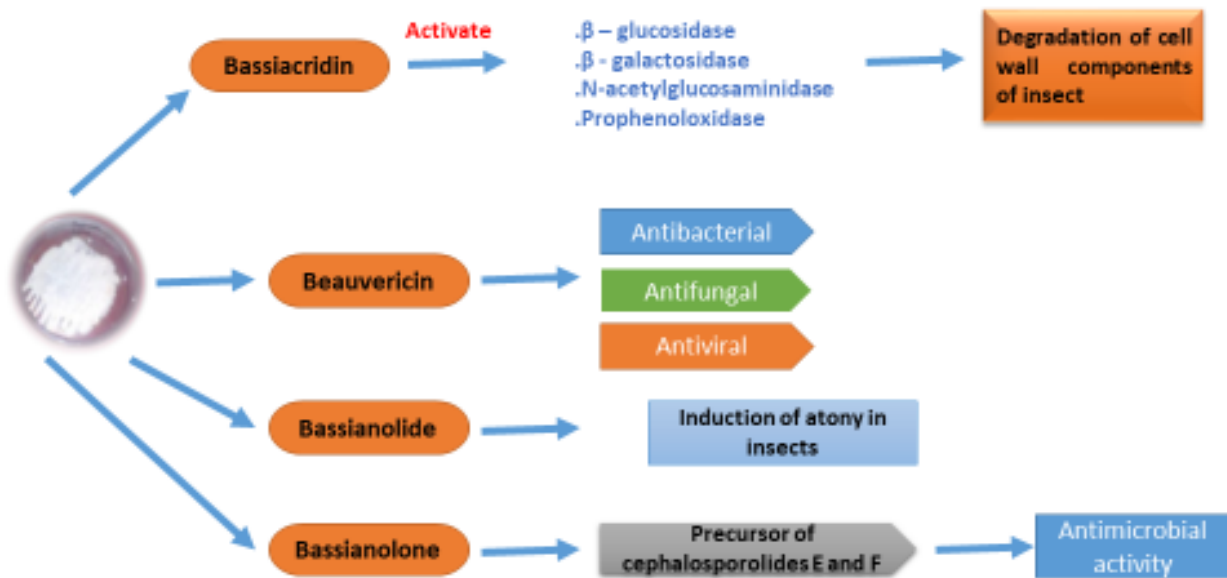 Bassiacridin
Activate
.β – glucosidase
.β - galactosidase
.N-acetylglucosaminidase
.Prophenoloxidase
Degradation of cell
wall components
of insect
Beauvericin
Antibacterial
Antifungal
Antiviral
Bassianolide
Induction of atony in
insects
Bassianolone
Precursor of
cephalosporolides E and F
Antimicrobial
activity